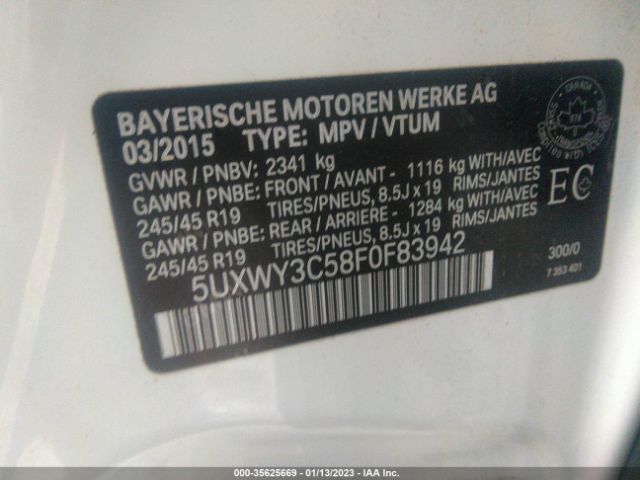 BAYERISCHE MOTOREN WERKE AG
03/2015 TYPE: MPV / VTUM
GVWR / PNBV: 2341 kg
GAWR / PNBE: FRONT / AVANT - 1116 kg WITH/AVEC
245/45 R19 TIRES/PNEUS, 8.5J x 19 RIMS/JANTES
GAWR / PNBE: REAR / ARRIERE - 1284 kg WITH/AVEC
245/45 R19 TIRES/PNEUS, 8.5J x 19 RIMS/JANTES
5UXWY3C58F0F83942
CANADA
EC
300/0
7 353 401
000-35625669 - 01/13/2023 - IAA Inc.